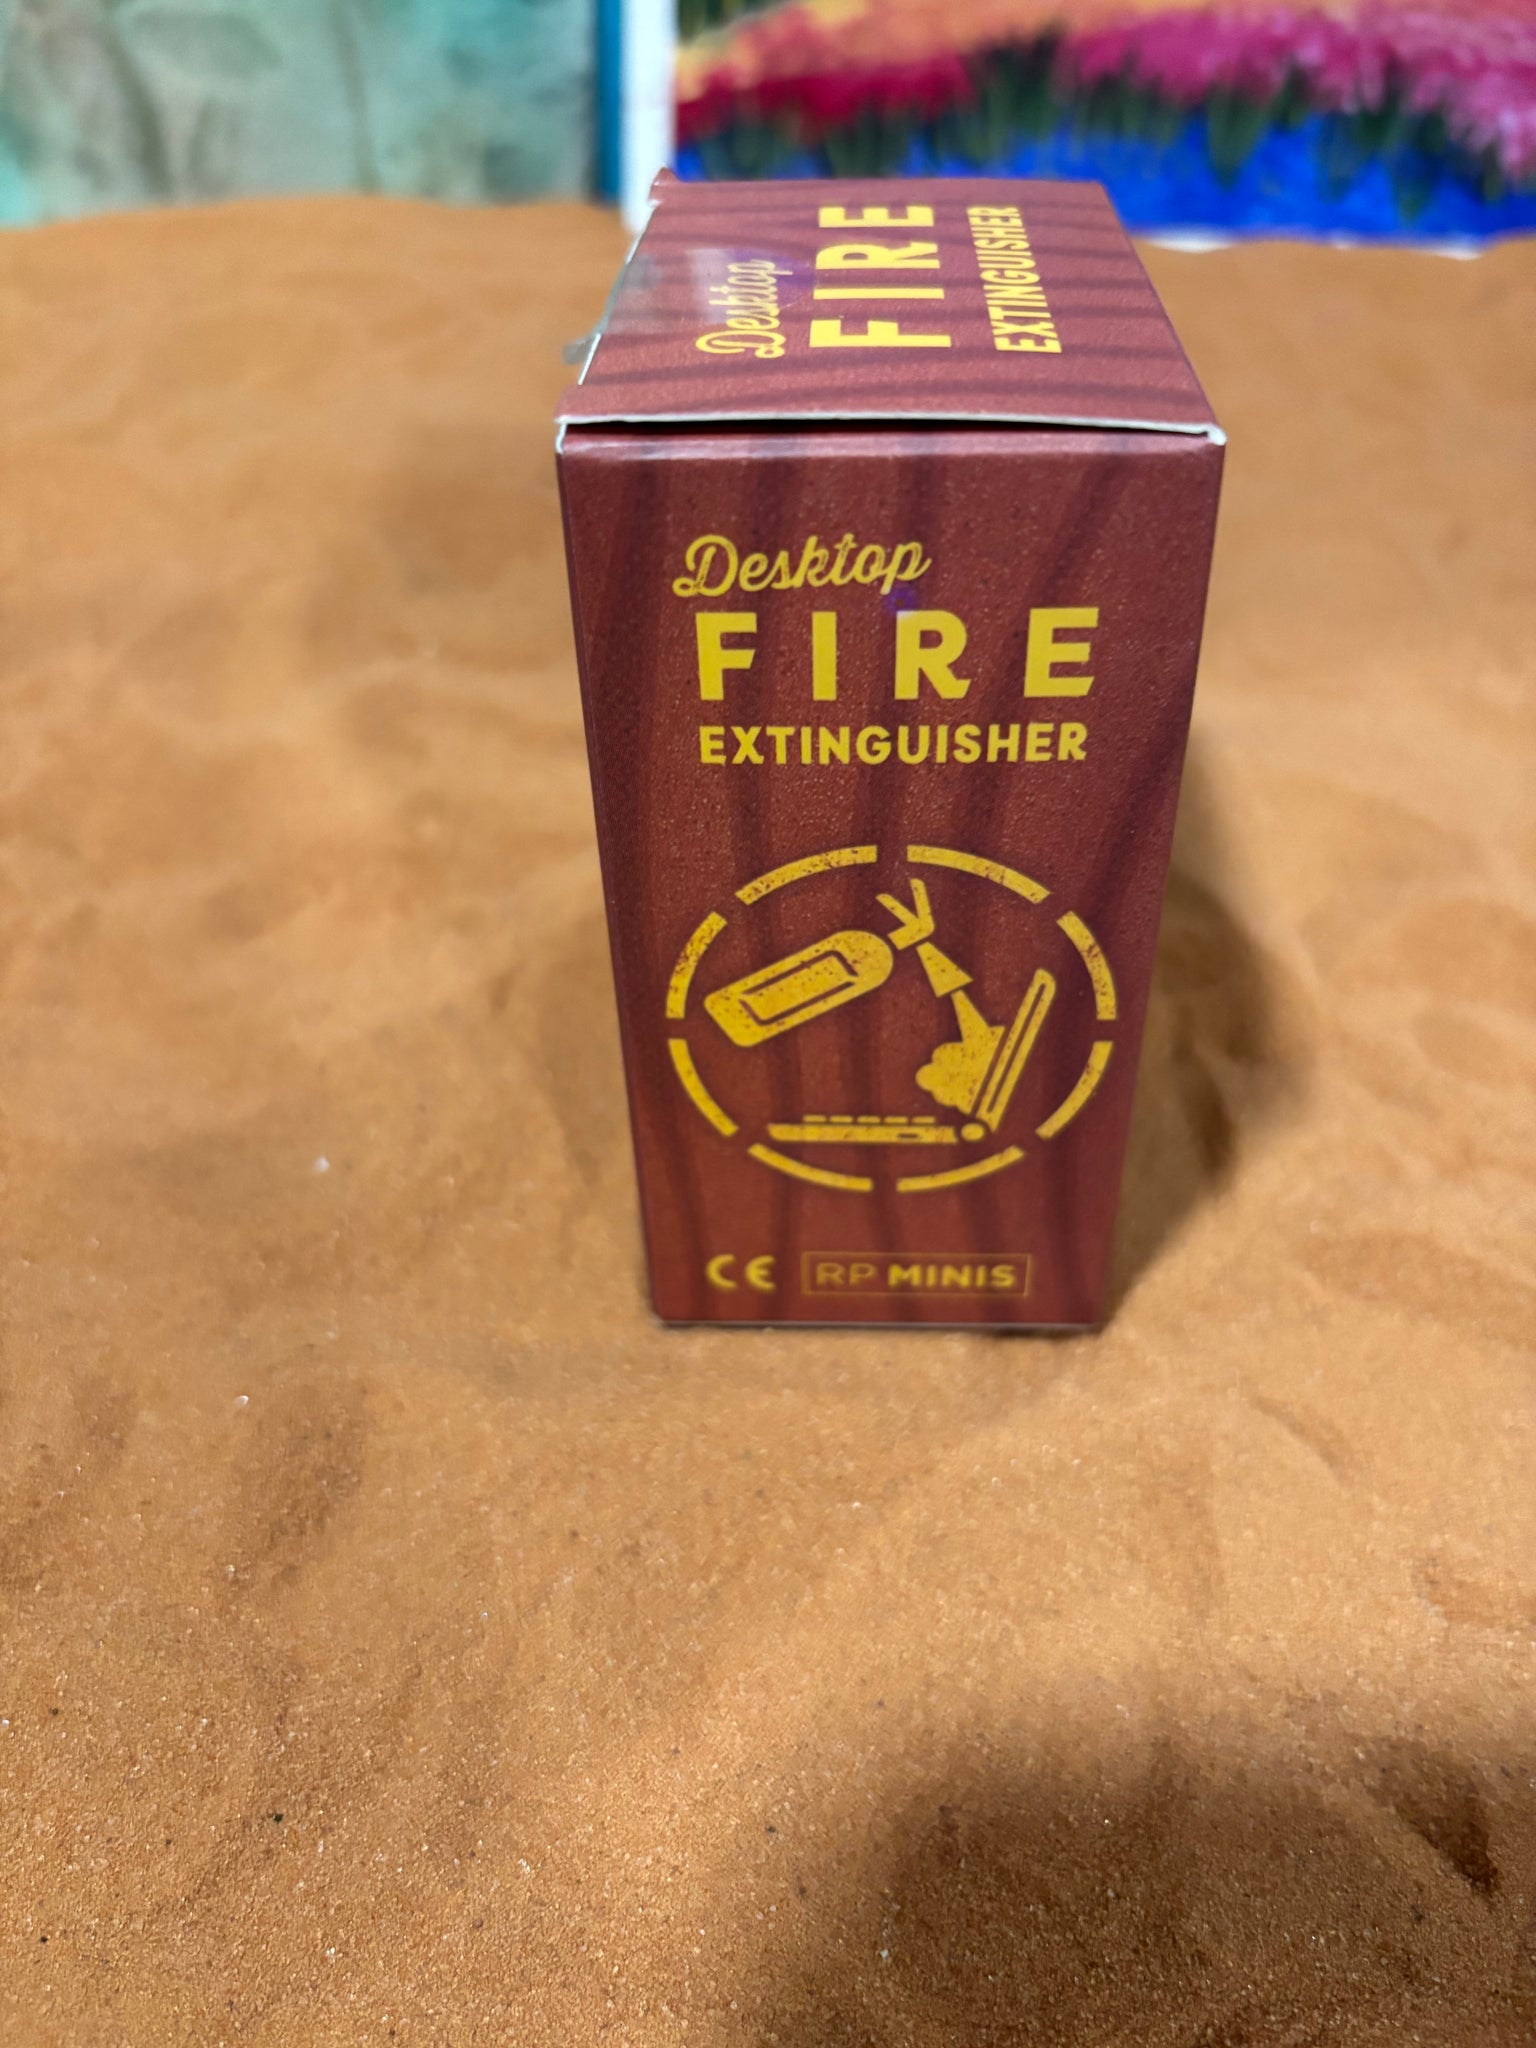 Desktop
FIRE
EXTINGUISHER
Desktop
FIRE
EXTINGUISHER
CE RP MINIS